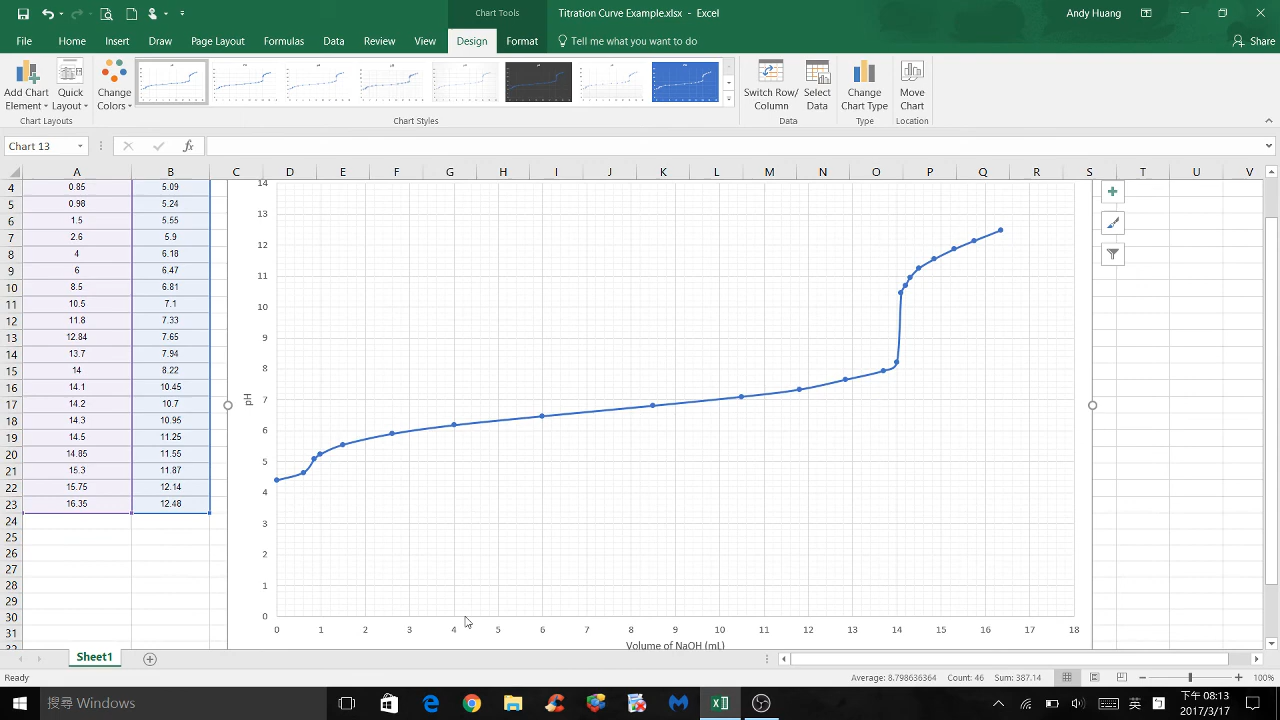 Chart Tools
Titration Curve Example.xlsx - Excel
Andy Huang
File Home Insert Draw Page Layout Formulas Data Review View Design Format Tell me what you want to do Share
Add Chart Element Quick Layout Change Colors Switch Row/ Column Select Data Change Chart Type Move Chart
Chart Layouts Chart Styles Data Type Location
Chart 13 fx
A B C D E F G H I J K L M N O P Q R S T U V
4 0.85 5.09
5 0.98 5.24
6 1.5 5.55
7 2.6 5.9
8 4 6.18
9 6 6.47
10 8.5 6.81
11 10.5 7.1
12 11.8 7.33
13 12.84 7.65
14 13.7 7.94
15 14 8.22
16 14.1 10.45
17 14.2 10.7
18 14.3 10.95
19 14.5 11.25
20 14.85 11.55
21 15.3 11.87
22 15.75 12.14
23 16.35 12.48
24
25
26
27
28
29
30
31
14
13
12
11
10
9
8
7
6
5
4
3
2
1
0
pH
0 1 2 3 4 5 6 7 8 9 10 11 12 13 14 15 16 17 18
Volume of NaOH (mL)
Sheet1
Ready Average: 8.798636364 Count: 46 Sum: 387.14 100%
搜尋 Windows
下午 08:13
2017/3/17